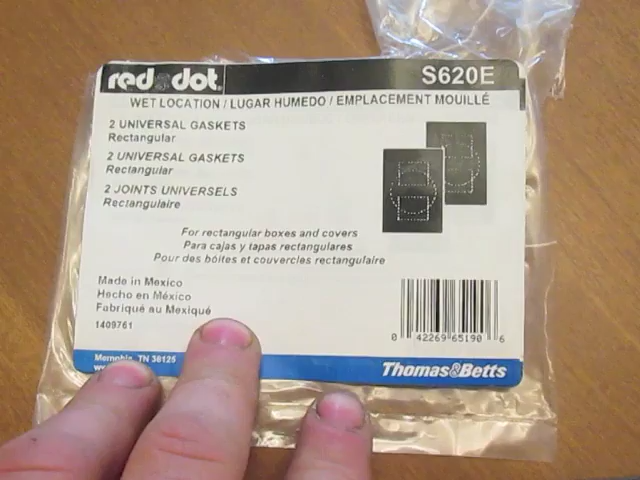 red dot. S620E
WET LOCATION / LUGAR HUMEDO / EMPLACEMENT MOUILLÉ
2 UNIVERSAL GASKETS
Rectangular
2 UNIVERSAL GASKETS
Rectangular
2 JOINTS UNIVERSELS
Rectangulaire
For rectangular boxes and covers
Para cajas y tapas rectangulares
Pour des bôites et couvercles rectangulaire
Made in Mexico
Hecho en México
Fabriqué au Mexique
1409761
0 42269 65190 6
Memphis, TN 38125
Thomas&Betts